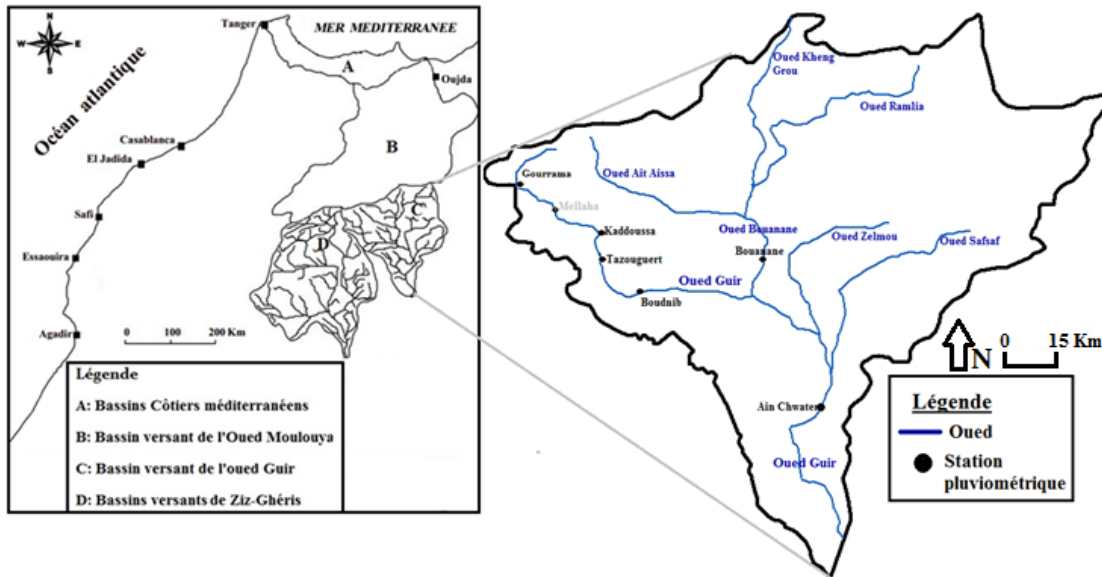 N
W
E
S
Tanger
MER MEDITERRANEE
A
Oujda
Océan atlantique
Casablanca
El Jadida
B
Safi
C
D
Essaouira
Agadir
0 100 200 Km
Légende
A: Bassins Côtiers méditerranéens
B: Bassin versant de l'Oued Moulouya
C: Bassin versant de l'oued Guir
D: Bassins versants de Ziz-Ghéris
Oued Kheng
Grou
Oued Ramlia
Gourrama
Oued Ait Aissa
Mellaha
Kaddoussa
Oued Bouanane
Oued Zelmou
Oued Safsaf
Tazouguert
Bouanane
Oued Guir
Boudnib
Ain Chwater
Oued Guir
N
0 15 Km
Légende
Oued
Station
pluviométrique